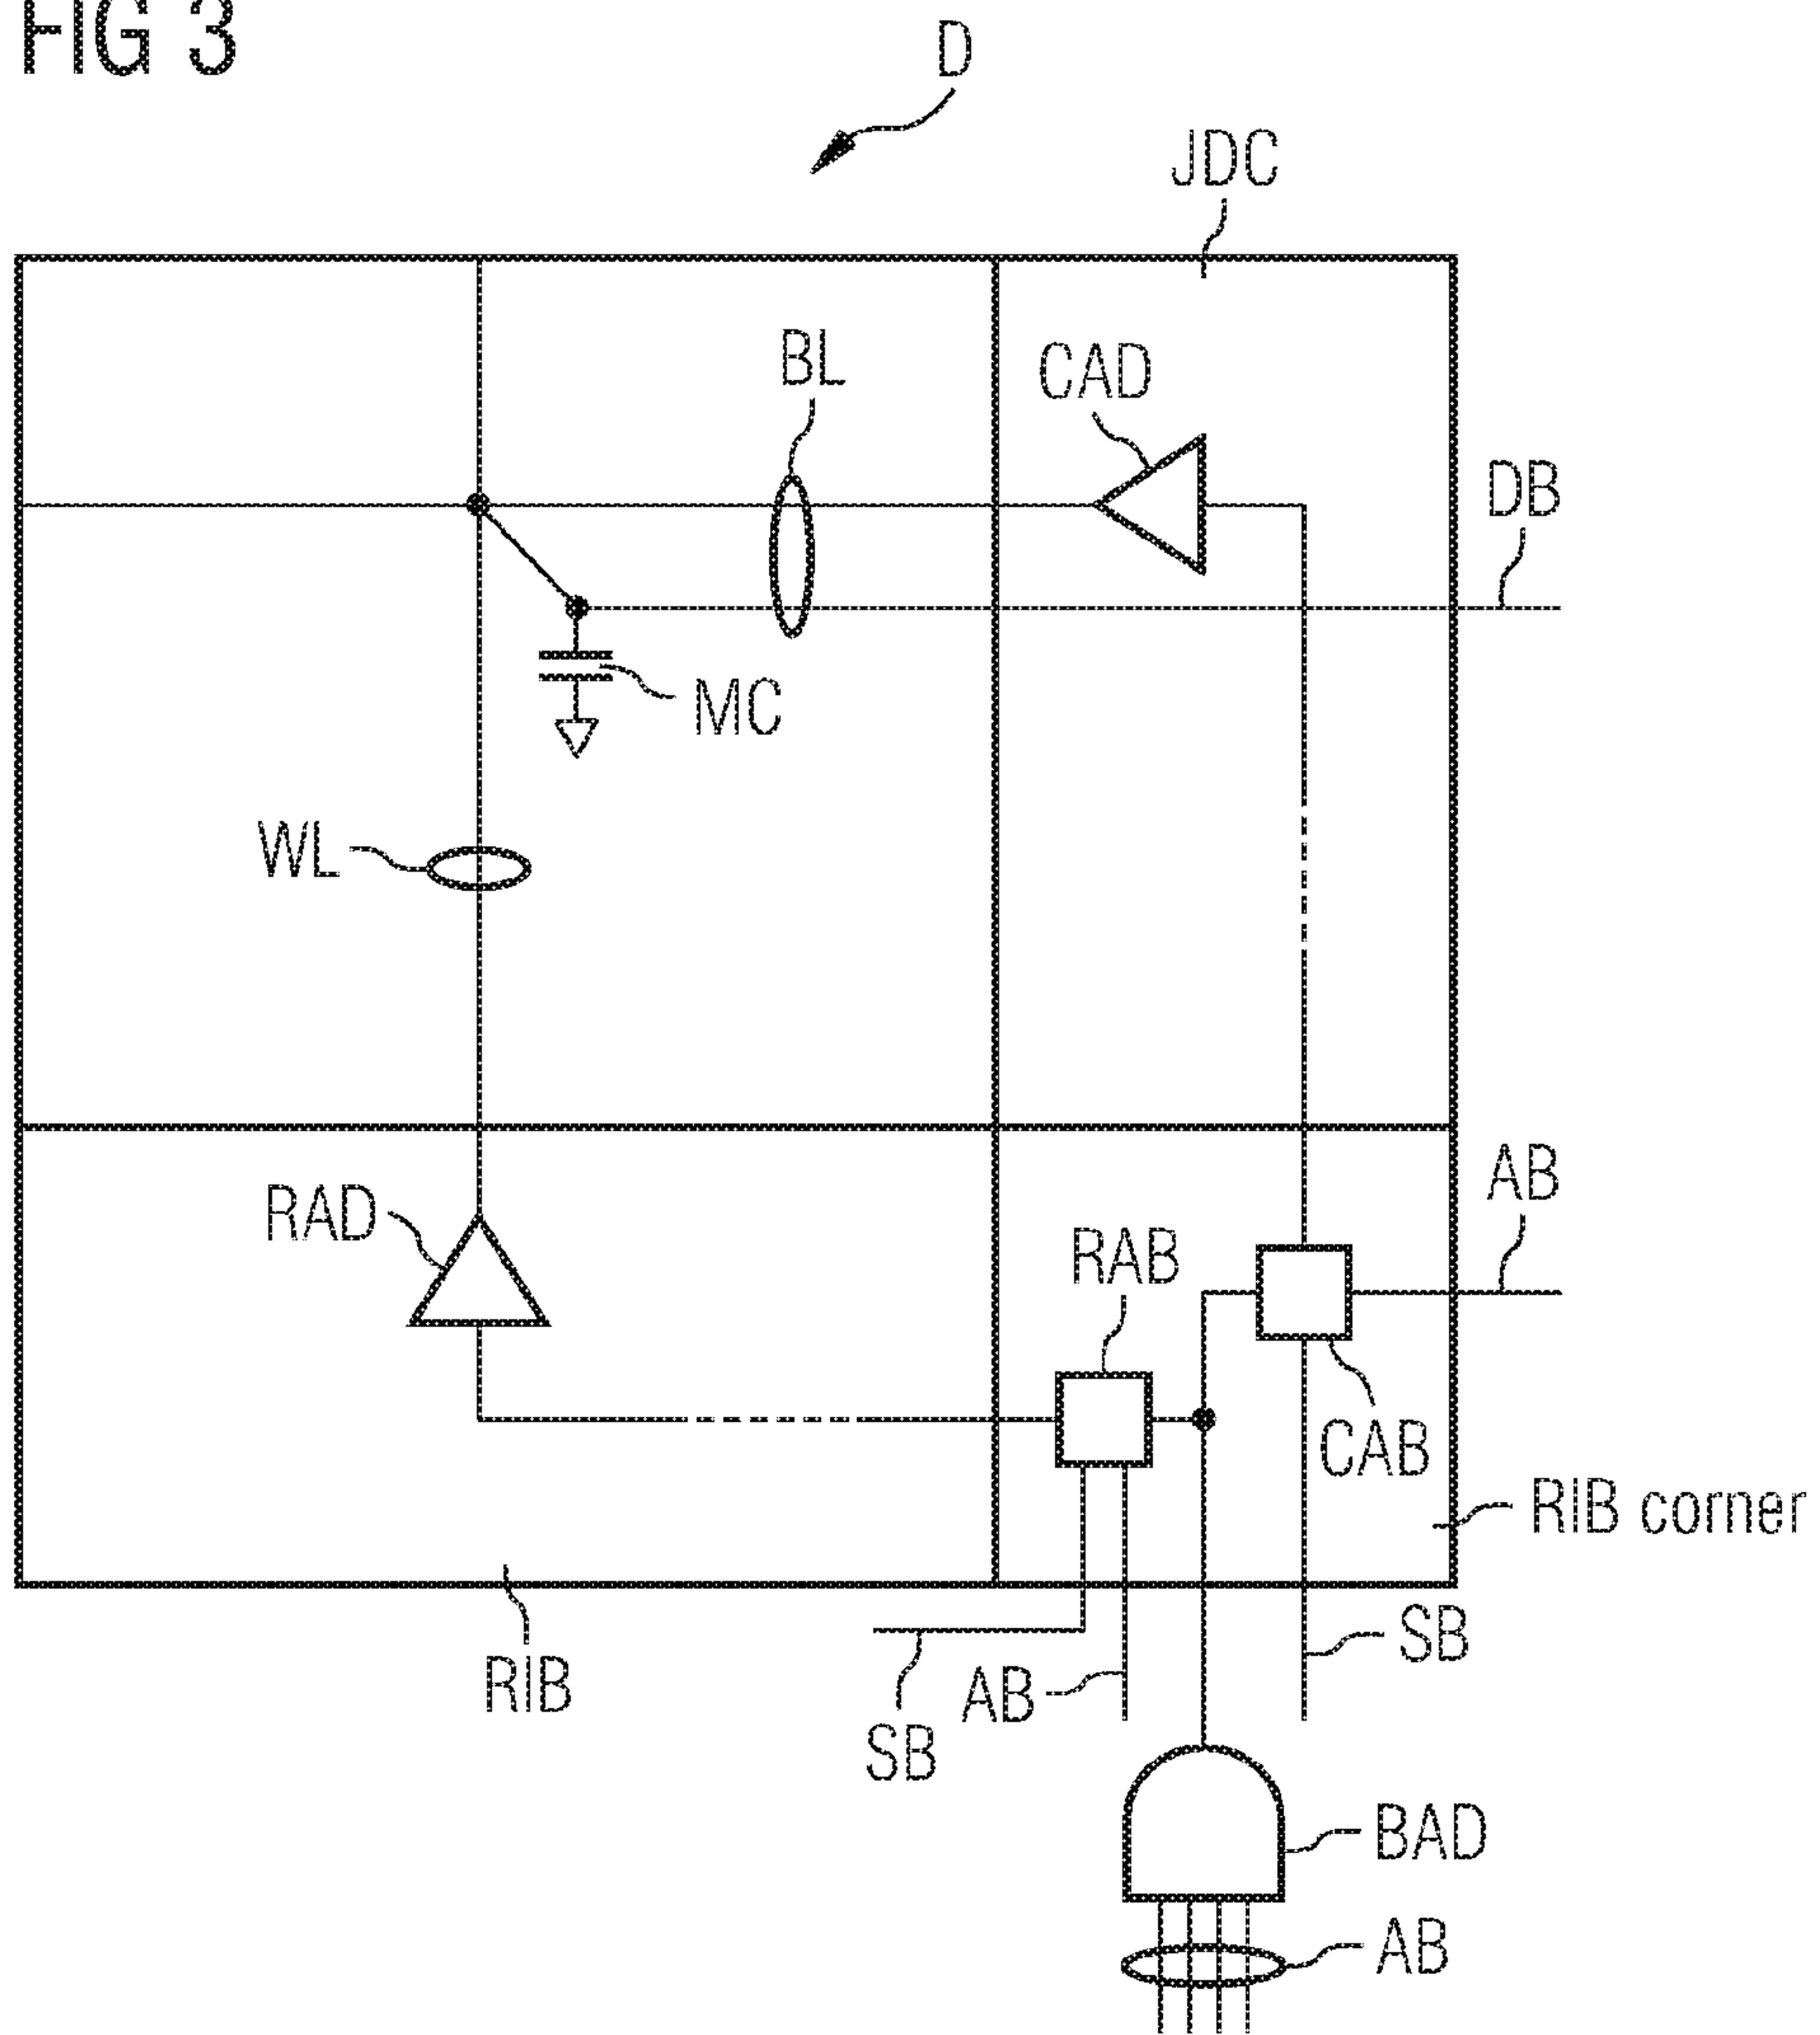 FIG 3
D
JDC
BL
CAD
DB
MC
WL
AB
RAD
RAB
CAB
RIB corner
SB
RIB
AB
SB
BAD
AB